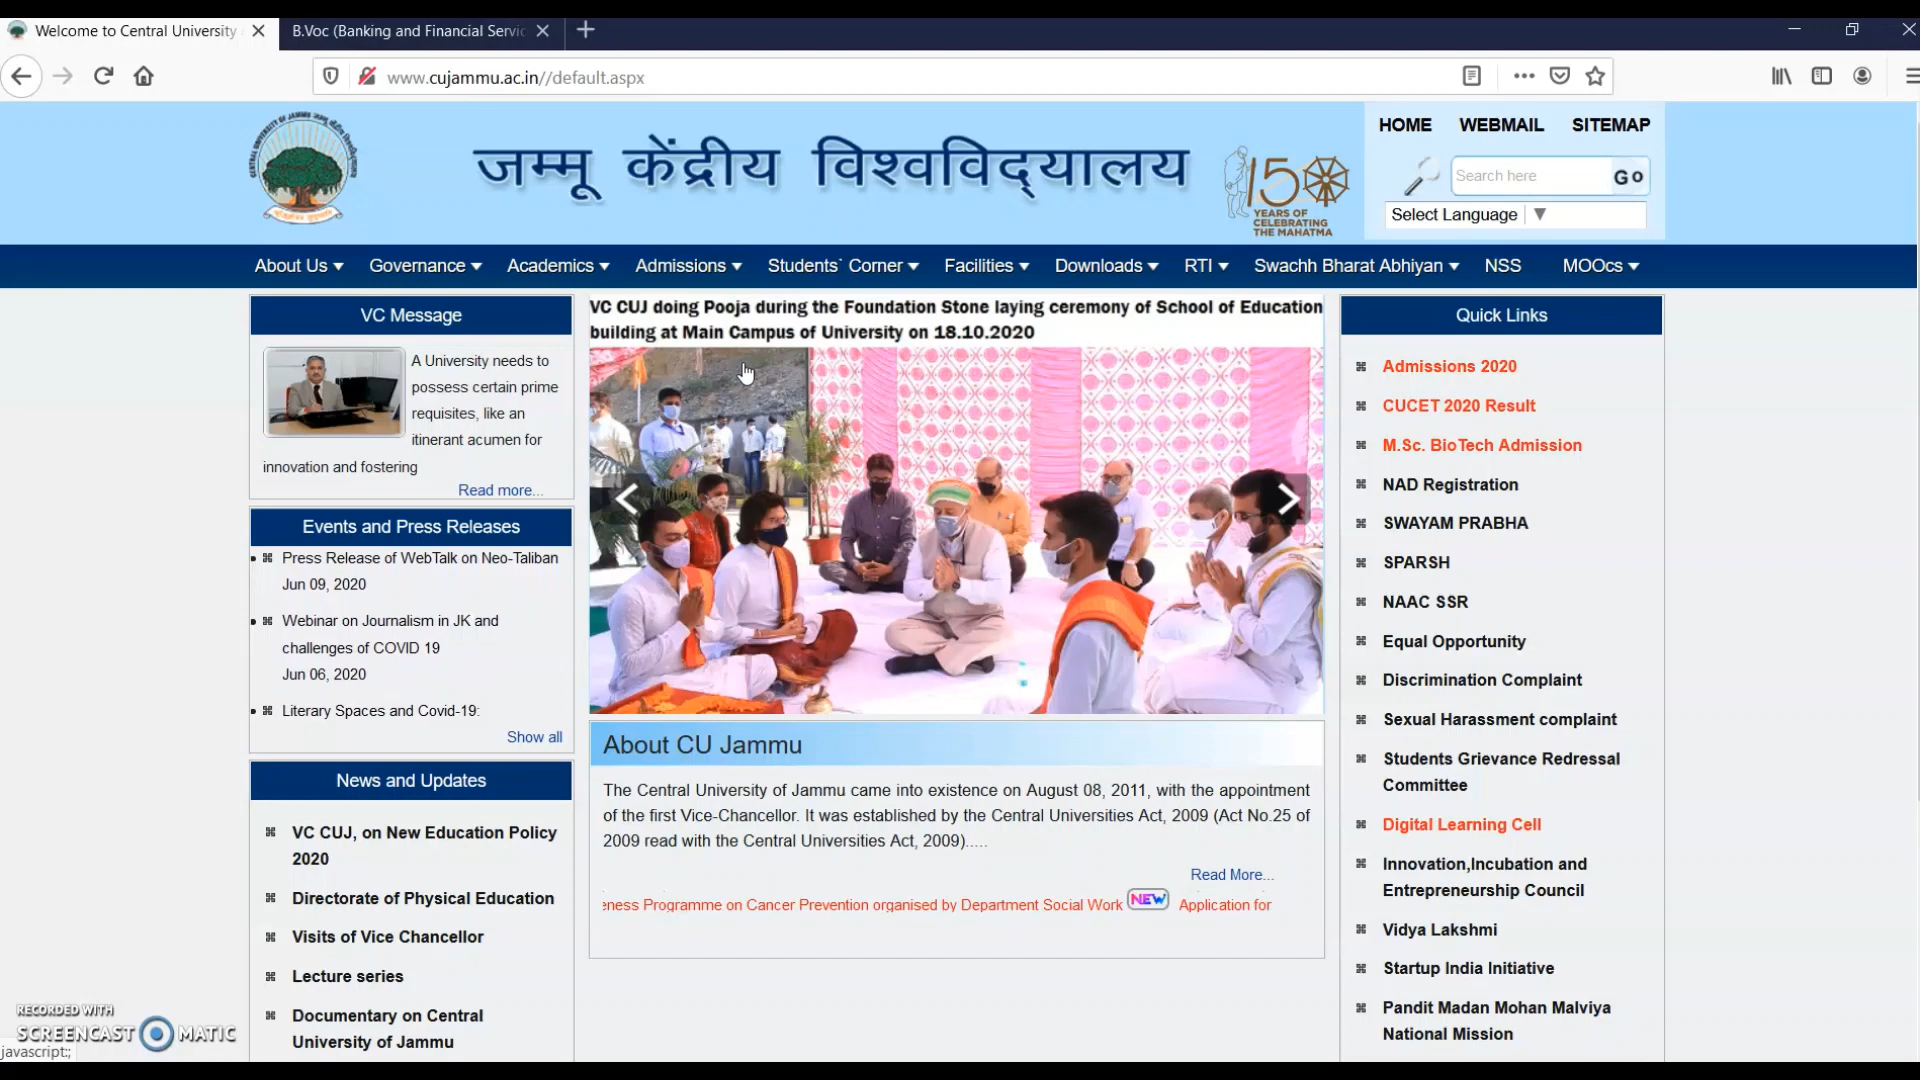 Welcome to Central University
B.Voc (Banking and Financial Servic
www.cujammu.ac.in//default.aspx
जम्मू केंद्रीय विश्वविद्यालय
150
YEARS OF
CELEBRATING
THE MAHATMA
HOME WEBMAIL SITEMAP
Search here Go
Select Language ▼
About Us Governance Academics Admissions Students` Corner Facilities Downloads RTI Swachh Bharat Abhiyan NSS MOOcs
VC Message
A University needs to
possess certain prime
requisites, like an
itinerant acumen for
innovation and fostering
Read more...
Events and Press Releases
Press Release of WebTalk on Neo-Taliban
Jun 09, 2020
Webinar on Journalism in JK and
challenges of COVID 19
Jun 06, 2020
Literary Spaces and Covid-19:
Show all
News and Updates
VC CUJ, on New Education Policy
2020
Directorate of Physical Education
Visits of Vice Chancellor
Lecture series
Documentary on Central
University of Jammu
VC CUJ doing Pooja during the Foundation Stone laying ceremony of School of Education
building at Main Campus of University on 18.10.2020
About CU Jammu
The Central University of Jammu came into existence on August 08, 2011, with the appointment
of the first Vice-Chancellor. It was established by the Central Universities Act, 2009 (Act No.25 of
2009 read with the Central Universities Act, 2009).....
Read More...
eness Programme on Cancer Prevention organised by Department Social Work NEW Application for
Quick Links
Admissions 2020
CUCET 2020 Result
M.Sc. BioTech Admission
NAD Registration
SWAYAM PRABHA
SPARSH
NAAC SSR
Equal Opportunity
Discrimination Complaint
Sexual Harassment complaint
Students Grievance Redressal
Committee
Digital Learning Cell
Innovation,Incubation and
Entrepreneurship Council
Vidya Lakshmi
Startup India Initiative
Pandit Madan Mohan Malviya
National Mission
RECORDED WITH
SCREENCAST MATIC
javascript:;